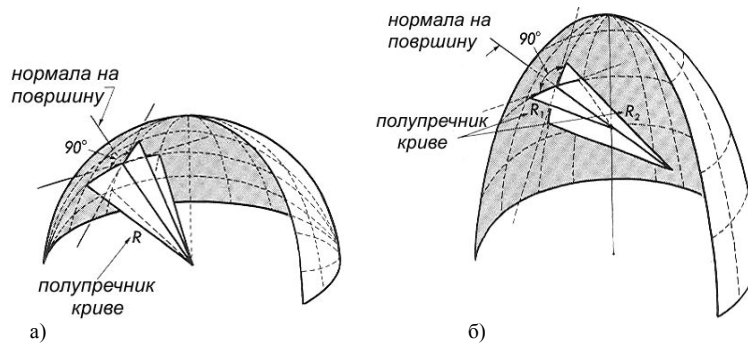 нормала на
површину
90°
R
полупречник
криве
а)
нормала на
површину
90°
полупречник
криве
R1
R2
б)